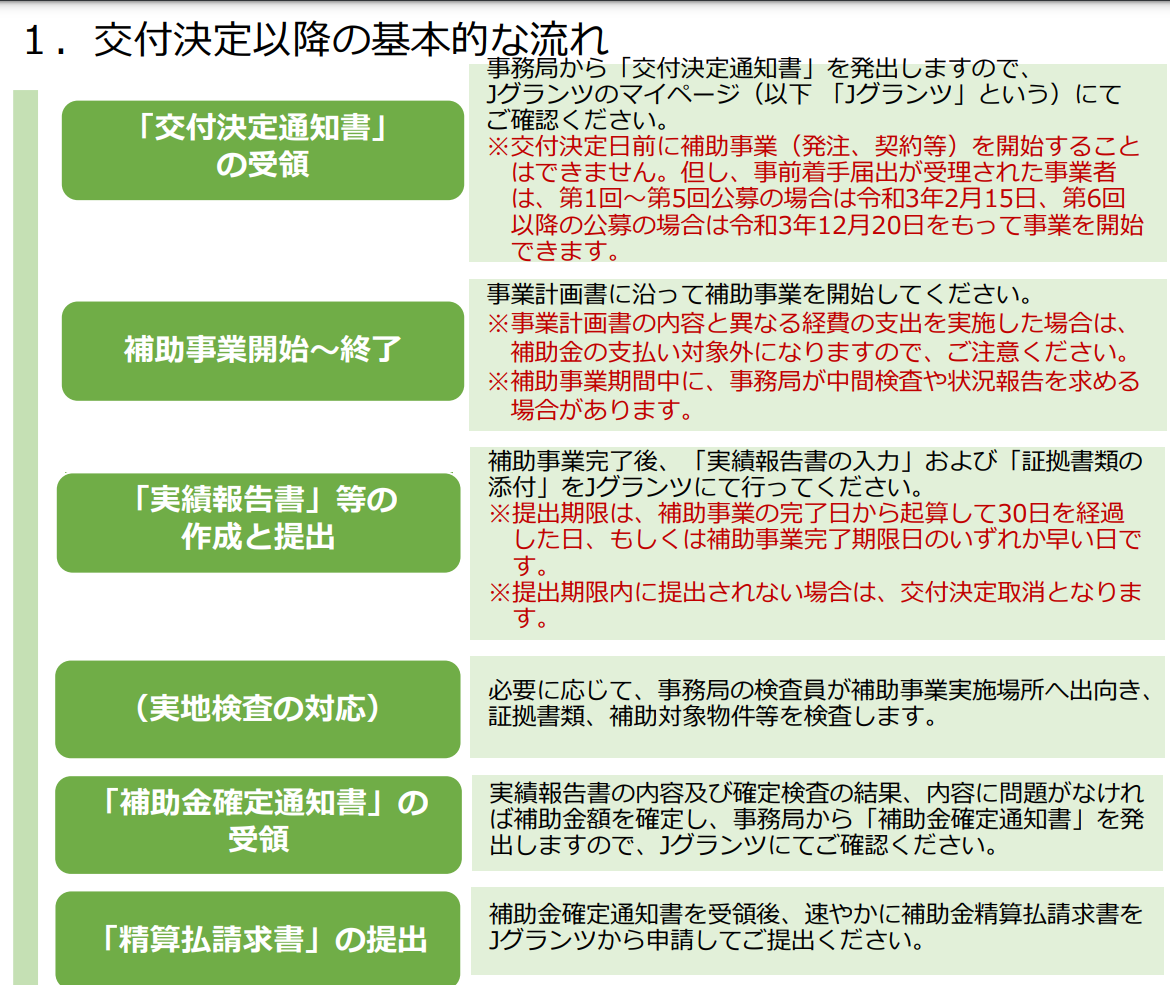 １．交付決定以降の基本的な流れ
「交付決定通知書」
の受領
事務局から「交付決定通知書」を発出しますので、
Jグランツのマイページ（以下 「Jグランツ」という）にて
ご確認ください。
※交付決定日前に補助事業（発注、契約等）を開始すること
はできません。但し、事前着手届出が受理された事業者
は、第1回～第5回公募の場合は令和3年2月15日、第6回
以降の公募の場合は令和3年12月20日をもって事業を開始
できます。
補助事業開始～終了
事業計画書に沿って補助事業を開始してください。
※事業計画書の内容と異なる経費の支出を実施した場合は、
補助金の支払い対象外になりますので、ご注意ください。
※補助事業期間中に、事務局が中間検査や状況報告を求める
場合があります。
「実績報告書」等の
作成と提出
補助事業完了後、「実績報告書の入力」および「証拠書類の
添付」をJグランツにて行ってください。
※提出期限は、補助事業の完了日から起算して30日を経過
した日、もしくは補助事業完了期限日のいずれか早い日で
す。
※提出期限内に提出されない場合は、交付決定取消となりま
す。
（実地検査の対応）
必要に応じて、事務局の検査員が補助事業実施場所へ出向き、
証拠書類、補助対象物件等を検査します。
「補助金確定通知書」の
受領
実績報告書の内容及び確定検査の結果、内容に問題がなけれ
ば補助金額を確定し、事務局から「補助金確定通知書」を発
出しますので、Jグランツにてご確認ください。
「精算払請求書」の提出
補助金確定通知書を受領後、速やかに補助金精算払請求書を
Jグランツから申請してご提出ください。